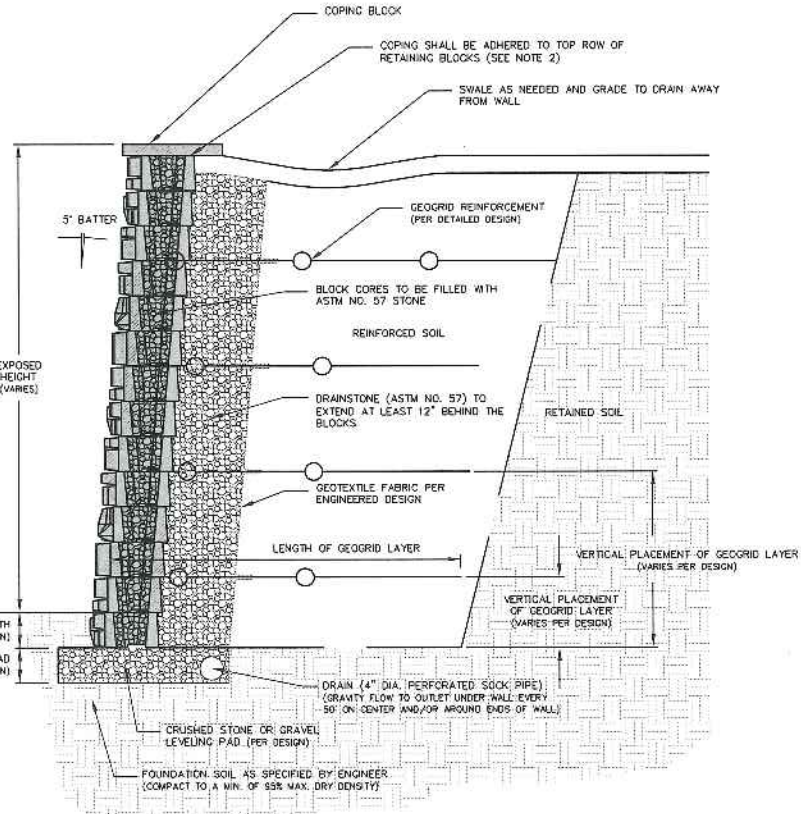 COPING BLOCK
COPING SHALL BE ADHERED TO TOP ROW OF
RETAINING BLOCKS (SEE NOTE 2)
SWALE AS NEEDED AND GRADE TO DRAIN AWAY
FROM WALL
5° BATTER
GEOGRID REINFORCEMENT
(PER DETAILED DESIGN)
BLOCK CORES TO BE FILLED WITH
ASTM NO. 57 STONE
REINFORCED SOIL
EXPOSED
HEIGHT
(VARIES)
DRAINSTONE (ASTM NO. 57) TO
EXTEND AT LEAST 12" BEHIND THE
BLOCKS
RETAINED SOIL
GEOTEXTILE FABRIC PER
ENGINEERED DESIGN
LENGTH OF GEOGRID LAYER
VERTICAL PLACEMENT OF GEOGRID LAYER
(VARIES PER DESIGN)
VERTICAL PLACEMENT
OF GEOGRID LAYER
(VARIES PER DESIGN)
DRAIN (4" DIA. PERFORATED SOCK PIPE)
(GRAVITY FLOW TO OUTLET UNDER WALL EVERY
50' ON CENTER AND/OR AROUND ENDS OF WALL)
CRUSHED STONE OR GRAVEL
LEVELING PAD (PER DESIGN)
FOUNDATION SOIL AS SPECIFIED BY ENGINEER
(COMPACT TO A MIN. OF 95% MAX. DRY DENSITY)